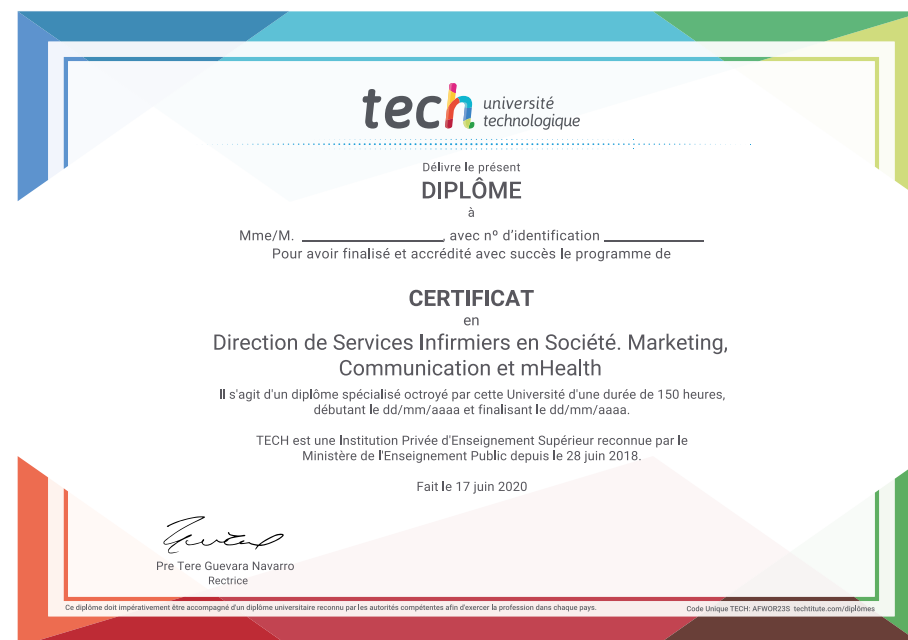 tech université
technologique
Délivre le présent
DIPLÔME
à
Mme/M. ____________________, avec nº d'identification ______________
Pour avoir finalisé et accrédité avec succès le programme de
CERTIFICAT
en
Direction de Services Infirmiers en Société. Marketing,
Communication et mHealth
Il s'agit d'un diplôme spécialisé octroyé par cette Université d'une durée de 150 heures,
débutant le dd/mm/aaaa et finalisant le dd/mm/aaaa.
TECH est une Institution Privée d'Enseignement Supérieur reconnue par le
Ministère de l'Enseignement Public depuis le 28 juin 2018.
Fait le 17 juin 2020
Pre Tere Guevara Navarro
Rectrice
Ce diplôme doit impérativement être accompagné d'un diplôme universitaire reconnu par les autorités compétentes afin d'exercer la profession dans chaque pays.
Code Unique TECH: AFWOR23S techtitute.com/diplômes